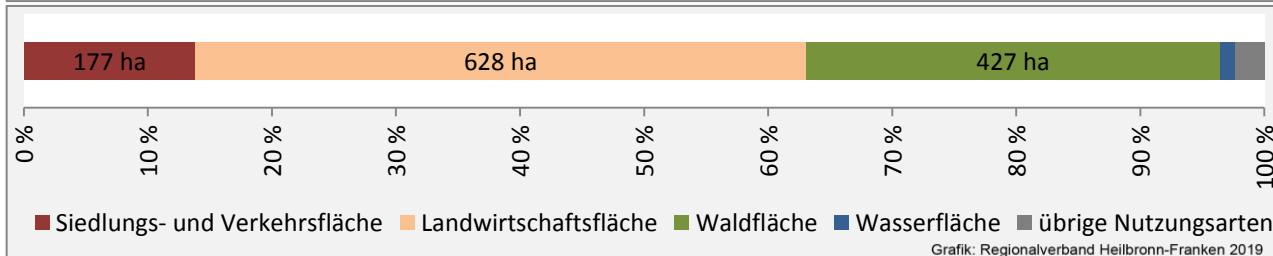 177 ha 628 ha 427 ha
0 % 10 % 20 % 30 % 40 % 50 % 60 % 70 % 80 % 90 % 100 %
Siedlungs- und Verkehrsfläche Landwirtschaftsfläche Waldfläche Wasserfläche übrige Nutzungsarten
Grafik: Regionalverband Heilbronn-Franken 2019